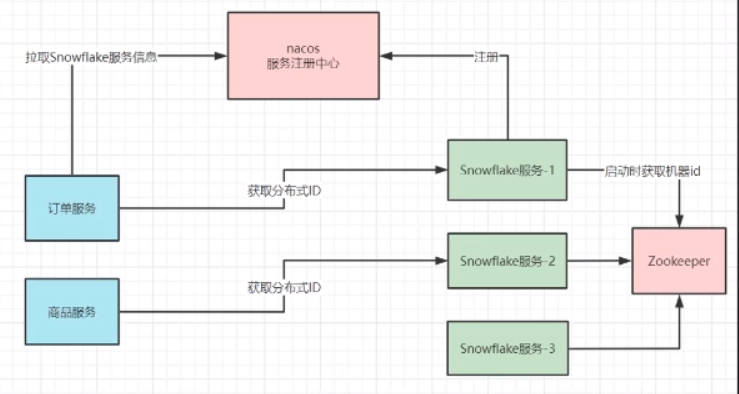 nacos
服务注册中心
拉取Snowflake服务信息
注册
Snowflake服务-1
启动时获取机器id
获取分布式ID
订单服务
Snowflake服务-2
Zookeeper
获取分布式ID
商品服务
Snowflake服务-3